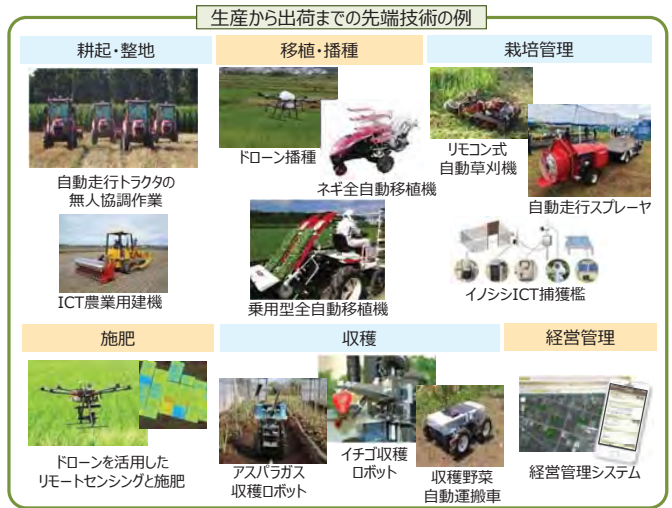 生産から出荷までの先端技術の例
耕起・整地
自動走行トラクタの
無人協調作業
ICT農業用建機
移植・播種
ドローン播種
ネギ全自動移植機
乗用型全自動移植機
栽培管理
リモコン式
自動草刈機
自動走行スプレーヤ
イノシシICT捕獲檻
施肥
ドローンを活用した
リモートセンシングと施肥
収穫
アスパラガス
収穫ロボット
イチゴ収穫
ロボット
収穫野菜
自動運搬車
経営管理
経営管理システム